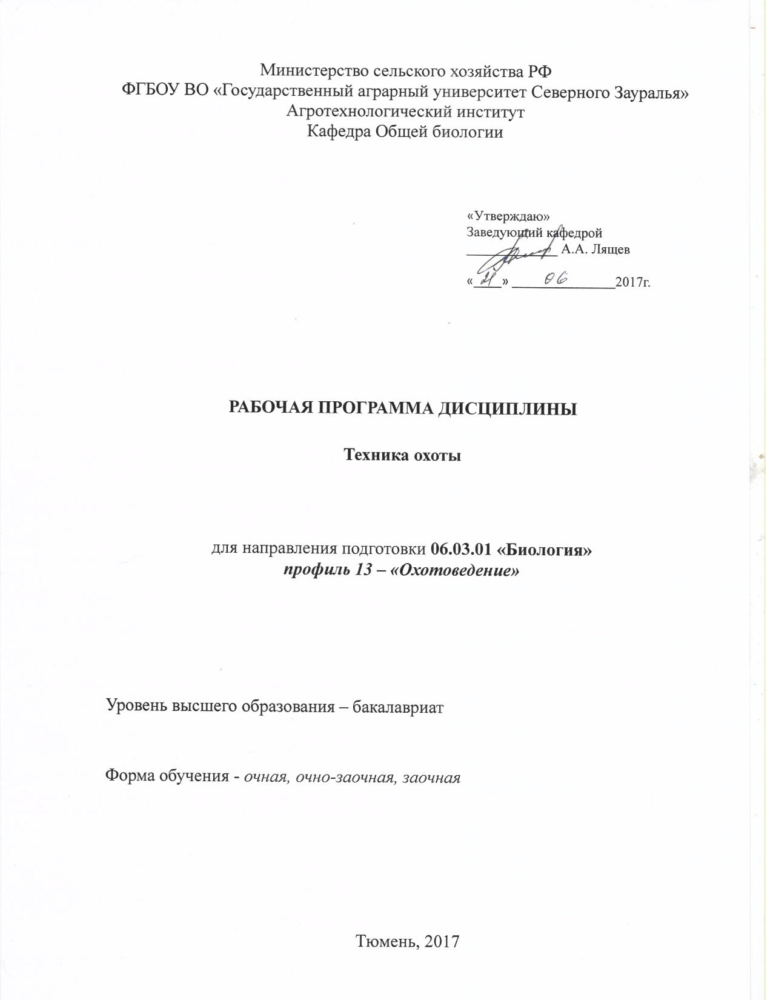 Министерство сельского хозяйства РФ
ФГБОУ ВО «Государственный аграрный университет Северного Зауралья»
Агротехнологический институт
Кафедра Общей биологии
«Утверждаю»
Заведующий кафедрой
_____________ А.А. Лящев
«____» 06 2017г.
РАБОЧАЯ ПРОГРАММА ДИСЦИПЛИНЫ
Техника охоты
для направления подготовки 06.03.01 «Биология»
профиль 13 – «Охотоведение»
Уровень высшего образования – бакалавриат
Форма обучения - очная, очно-заочная, заочная
Тюмень, 2017